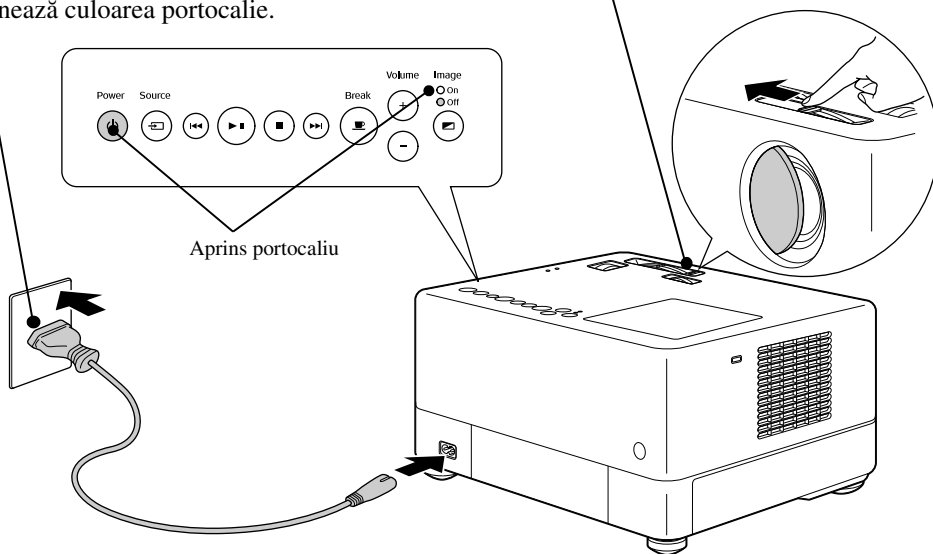 nează culoarea portocalie.
Volume Image
On
Off
Power Source Break
Aprins portocaliu